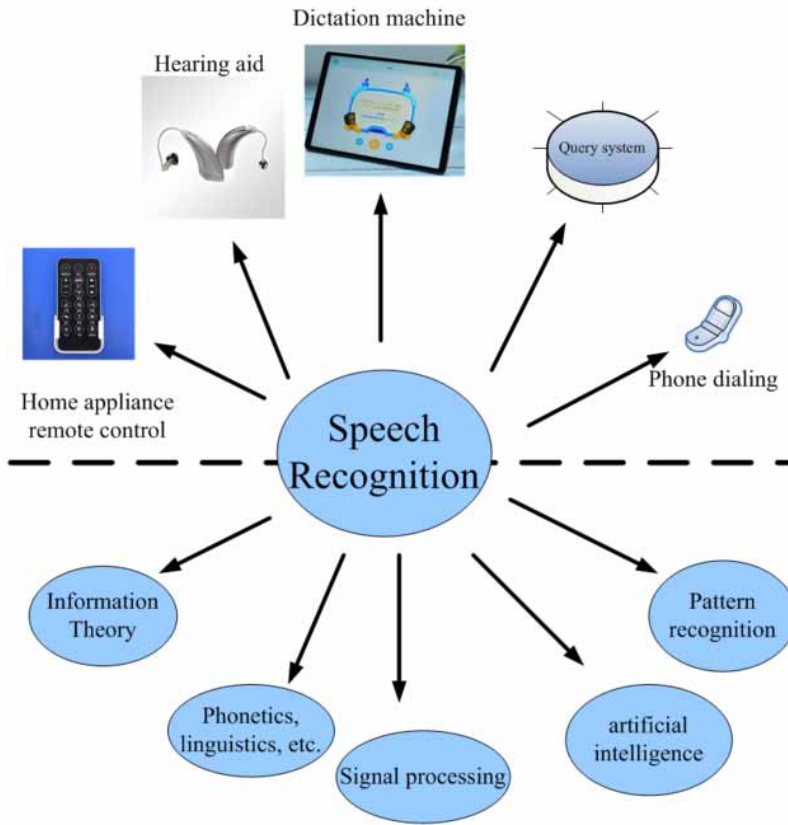 Dictation machine
Hearing aid
Query system
Phone dialing
Home appliance
remote control
Speech
Recognition
Information
Theory
Pattern
recognition
Phonetics,
linguistics, etc.
artificial
intelligence
Signal processing